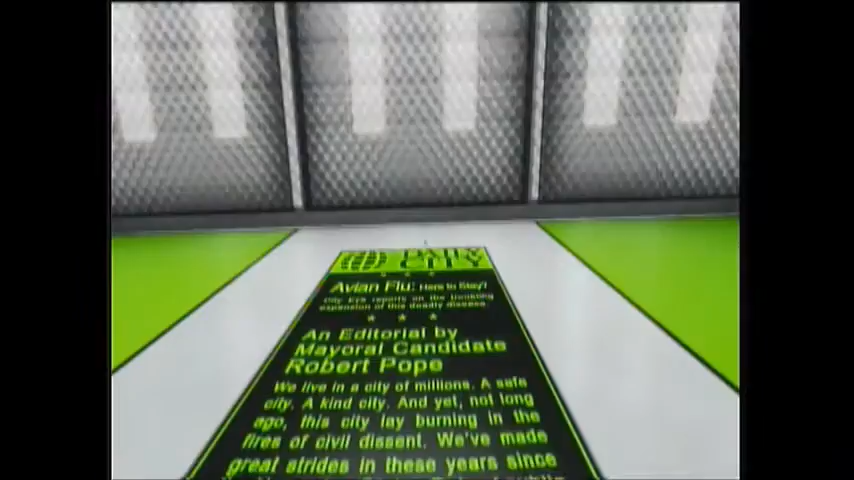 DAILY
CITY
Avian Flu: Here to Stay?
City Eye reports on the looming
expansion of this deadly disease.
An Editorial by
Mayoral Candidate
Robert Pope
We live in a city of millions. A safe
city. A kind city. And yet, not long
ago, this city lay burning in the
fires of civil dissent. We've made
great strides in these years since